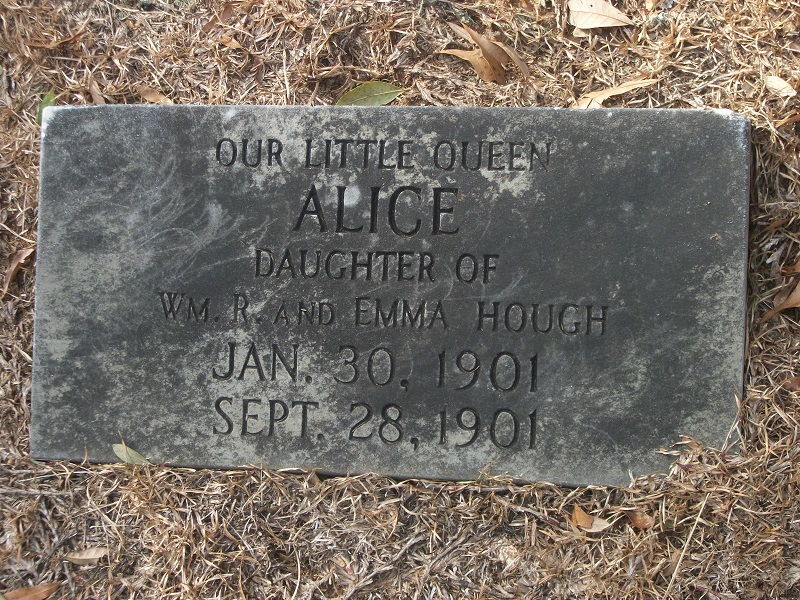 OUR LITTLE QUEEN
ALICE
DAUGHTER OF
WM. R. AND EMMA HOUGH
JAN. 30, 1901
SEPT. 28, 1901